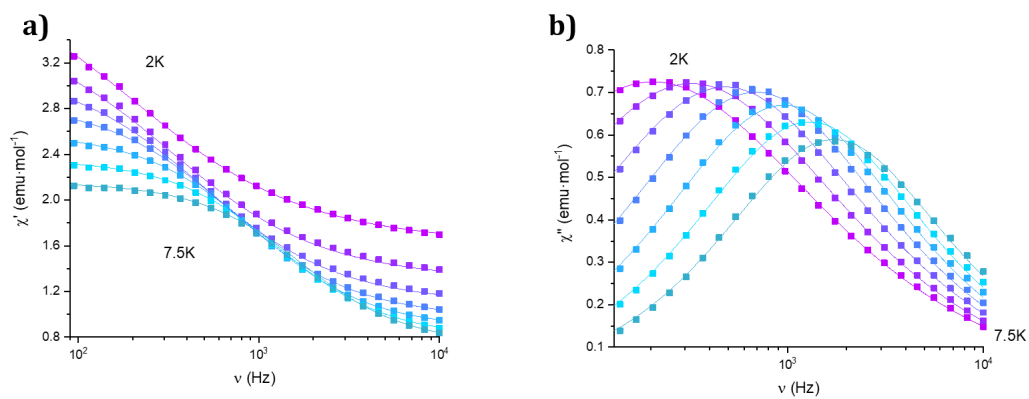 a)
3.2
2.8
2.4
2.0
1.6
1.2
0.8
χ' (emu·mol⁻¹)
2K
7.5K
10² 10³ 10⁴
ν (Hz)
b)
0.8
0.7
0.6
0.5
0.4
0.3
0.2
0.1
χ'' (emu·mol⁻¹)
2K
7.5K
10³ 10⁴
ν (Hz)